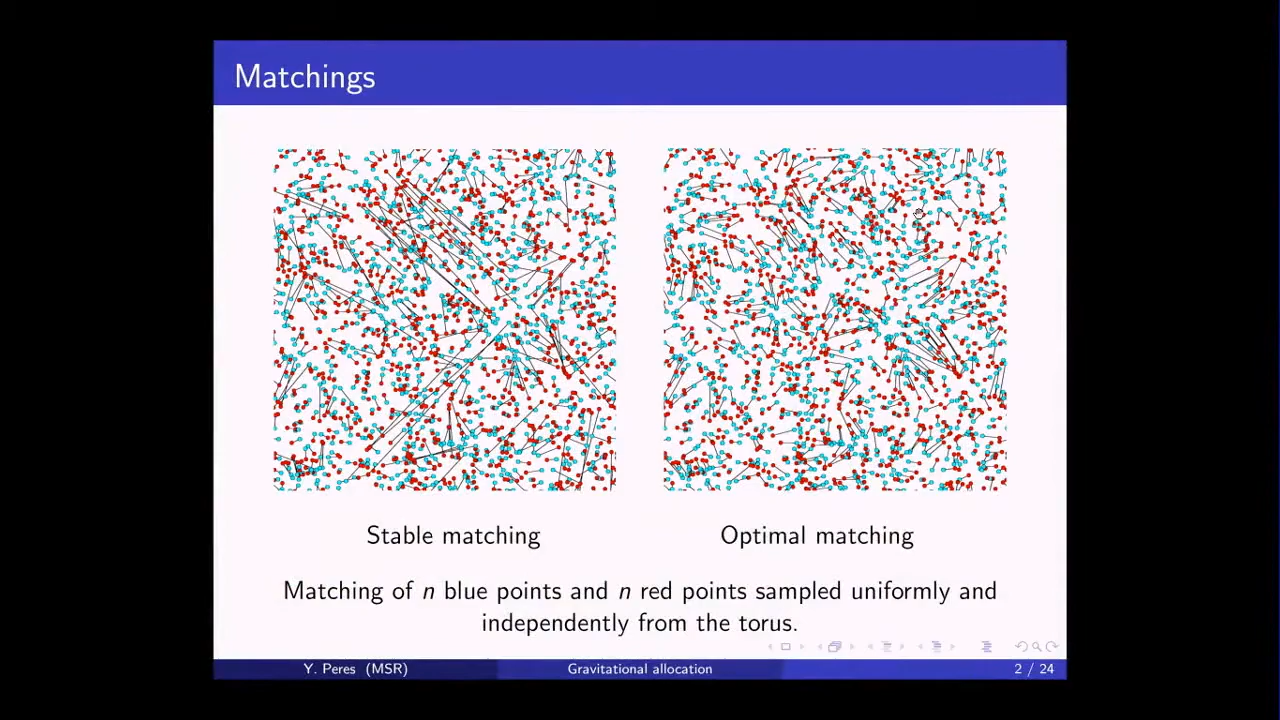 Matchings
Stable matching
Optimal matching
Matching of n blue points and n red points sampled uniformly and
independently from the torus.
Y. Peres (MSR)
Gravitational allocation
2 / 24